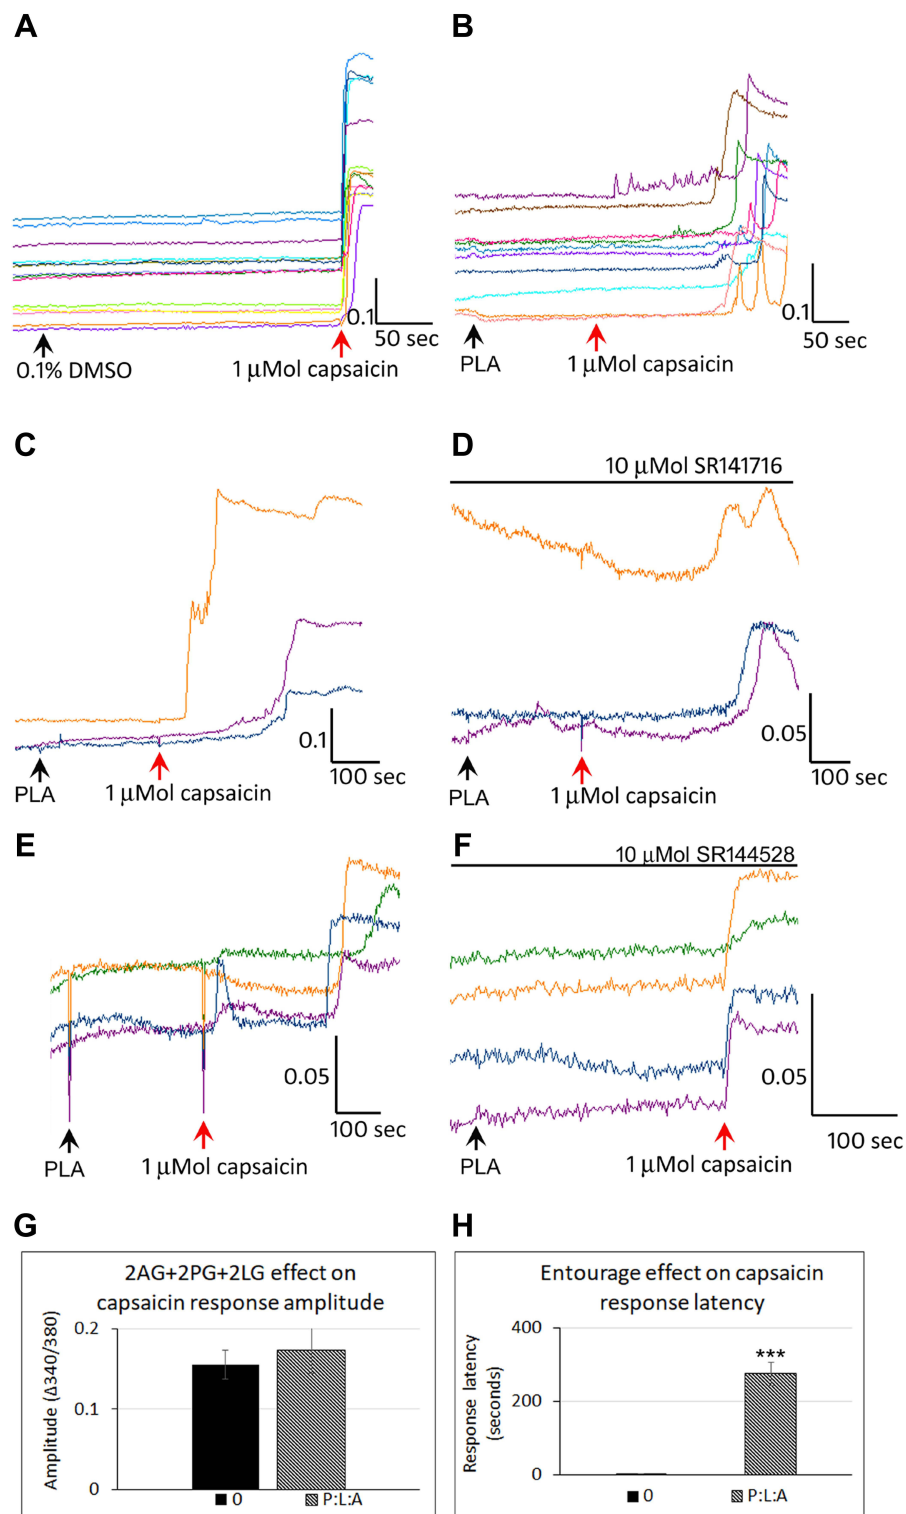 A
B
0.1
50 sec
0.1% DMSO
1 μMol capsaicin
0.1
50 sec
PLA
1 μMol capsaicin
C
D
10 μMol SR141716
0.1
100 sec
PLA
1 μMol capsaicin
0.05
100 sec
PLA
1 μMol capsaicin
E
F
10 μMol SR144528
0.05
100 sec
PLA
1 μMol capsaicin
0.05
100 sec
PLA
1 μMol capsaicin
G
H
2AG+2PG+2LG effect on
capsaicin response amplitude
Amplitude (Δ340/380)
0.2
0.1
0
0
P:L:A
Entourage effect on capsaicin
response latency
Response latency
(seconds)
400
200
0
***
0
P:L:A